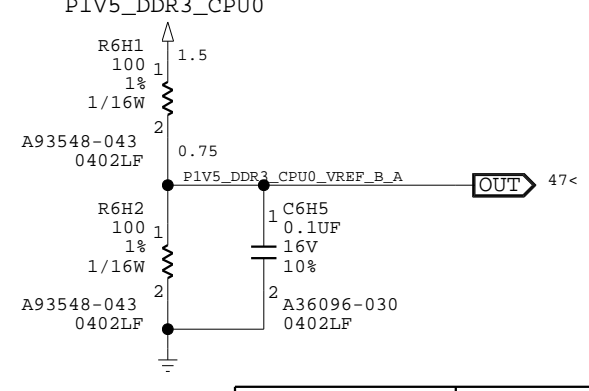 P1V5_DDR3_CPU0
R6H1
1.5
100
1
1%
1/16W
2
A93548-043
0402LF
0.75
P1V5_DDR3_CPU0_VREF_B_A
OUT
47<
R6H2
100
1
1%
1/16W
2
A93548-043
0402LF
C6H5
1
0.1UF
16V
10%
2
A36096-030
0402LF